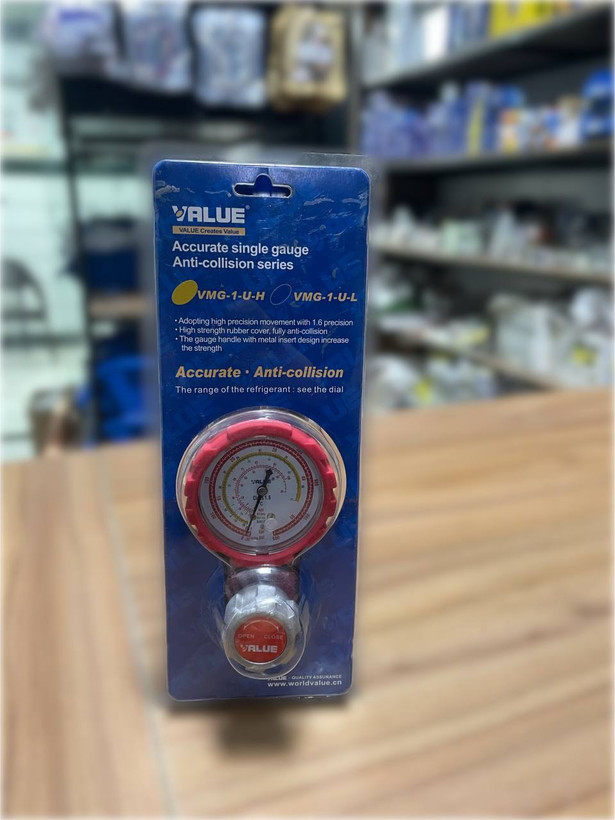 VALUE®
VALUE Creates Value
Accurate single gauge
Anti-collision series
VMG-1-U-H VMG-1-U-L
• Adopting high precision movement with 1.6 precision
• High strength rubber cover, fully anti-collision
• The gauge handle with metal insert design increase
the strength
Accurate · Anti-collision
The range of the refrigerant : see the dial
VALUE
OPEN CLOSE
VALUE
VALUE · QUALITY ASSURANCE
www.worldvalue.cn